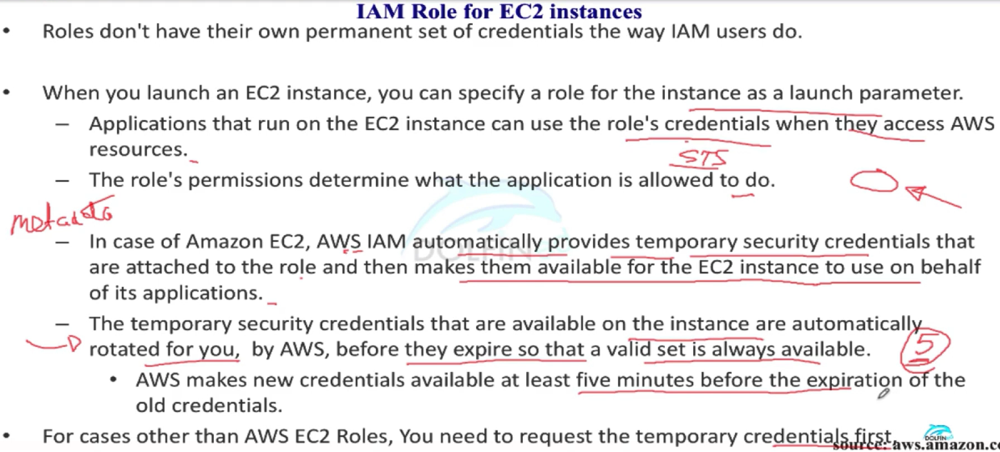 IAM Role for EC2 instances
• Roles don't have their own permanent set of credentials the way IAM users do.
• When you launch an EC2 instance, you can specify a role for the instance as a launch parameter.
– Applications that run on the EC2 instance can use the role's credentials when they access AWS
resources.
STS
– The role's permissions determine what the application is allowed to do.
metadata
– In case of Amazon EC2, AWS IAM automatically provides temporary security credentials that
DOLFIN
are attached to the role and then makes them available for the EC2 instance to use on behalf
of its applications.
– The temporary security credentials that are available on the instance are automatically
rotated for you, by AWS, before they expire so that a valid set is always available.
5
• AWS makes new credentials available at least five minutes before the expiration of the
old credentials.
• For cases other than AWS EC2 Roles, You need to request the temporary credentials first.
DOLFIN
source: aws.amazon.c